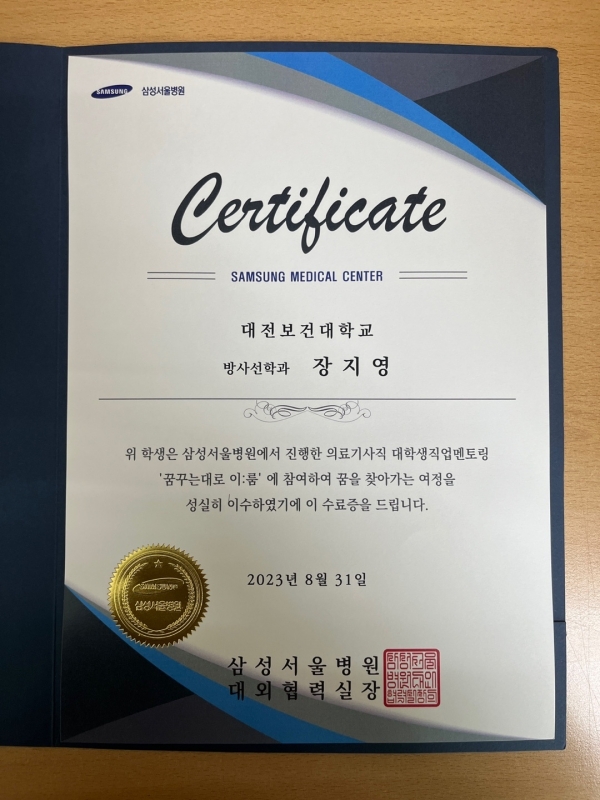 SAMSUNG 삼성서울병원
Certificate
SAMSUNG MEDICAL CENTER
대전보건대학교
방사선학과 장지영
위 학생은 삼성서울병원에서 진행한 의료기사직 대학생직업멘토링
'꿈꾸는대로 이:룸' 에 참여하여 꿈을 찾아가는 여정을
성실히 이수하였기에 이 수료증을 드립니다.
2023년 8월 31일
삼성서울병원
삼성서울병원
대외협력실장